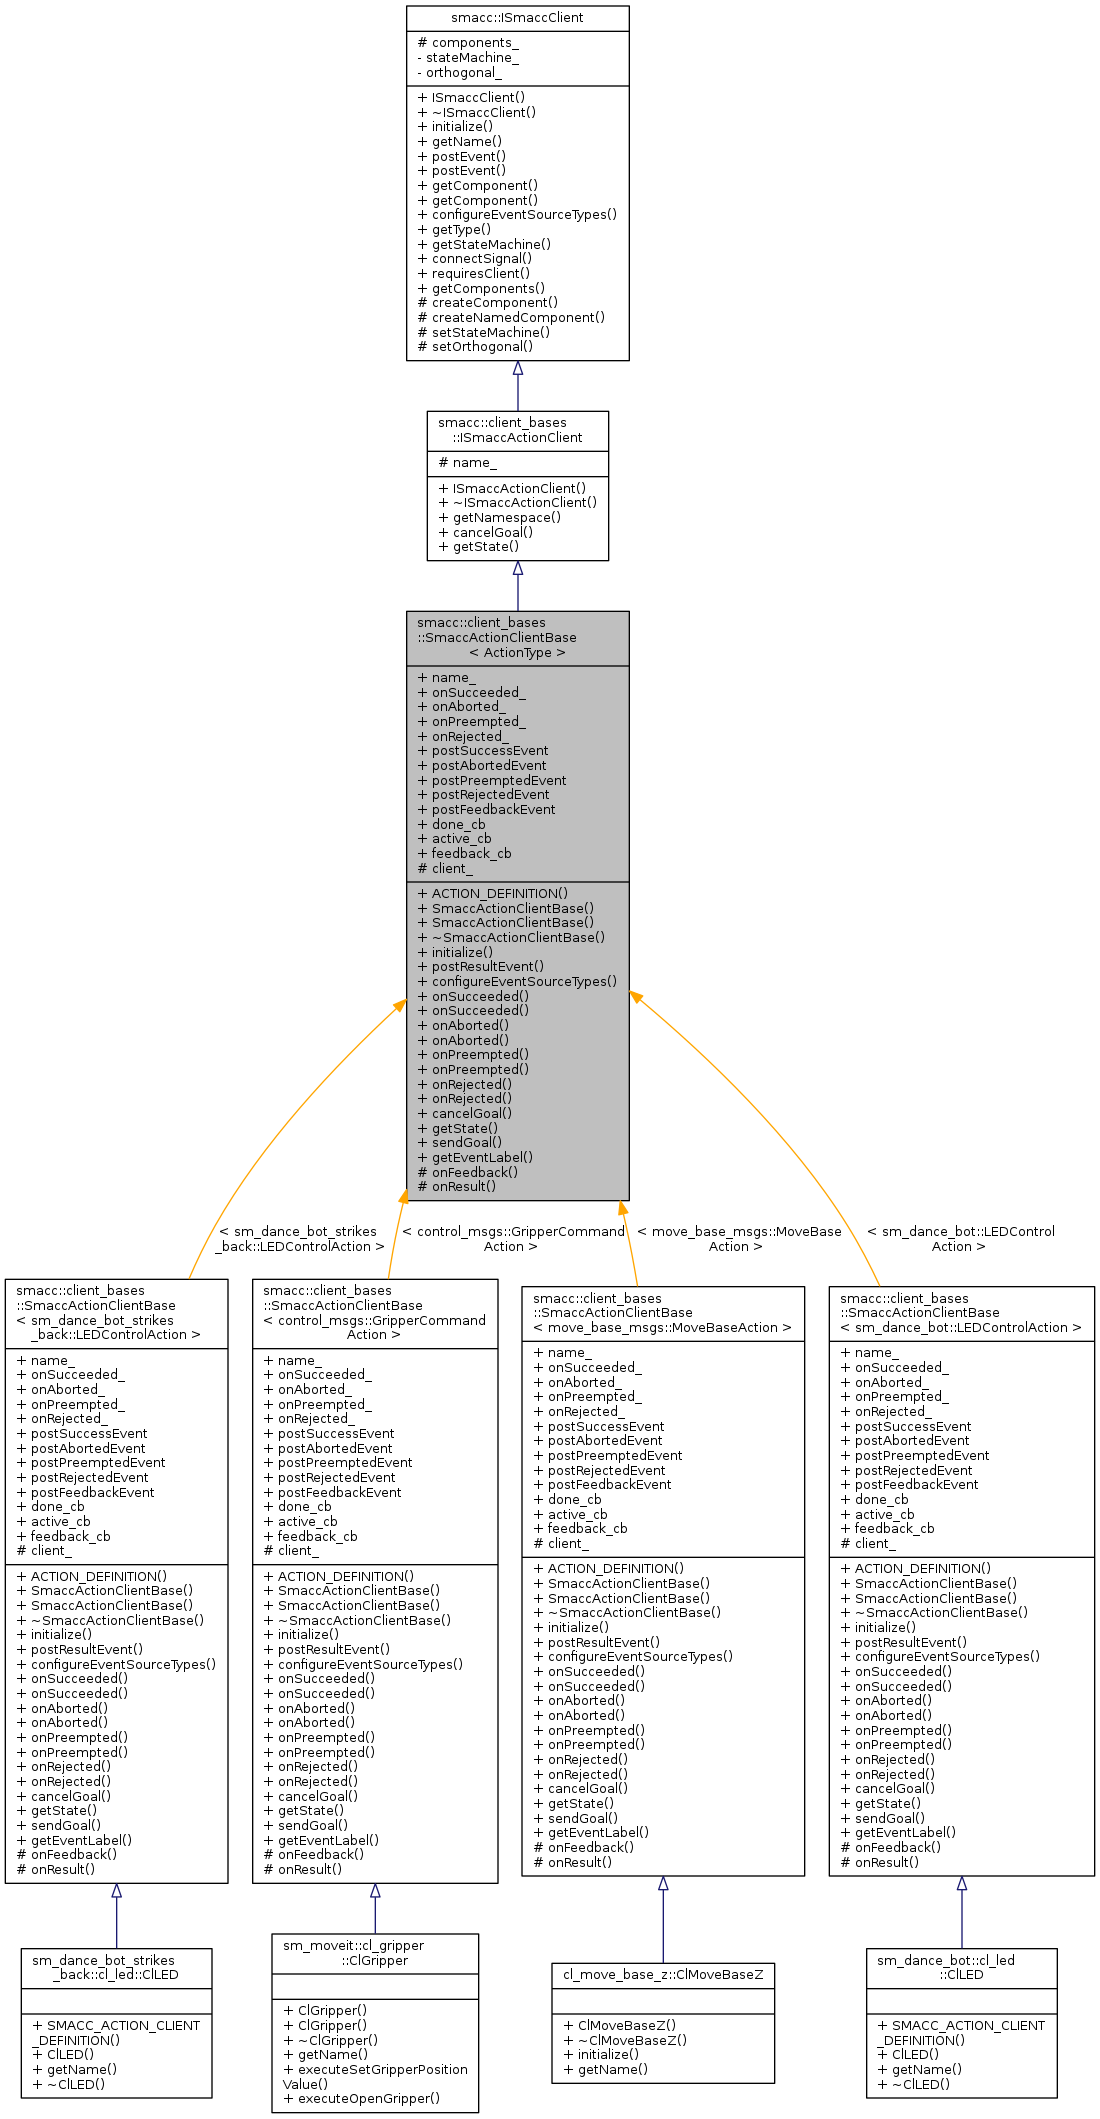 smacc::ISmaccClient
# components_
- stateMachine_
- orthogonal_
+ ISmaccClient()
+ ~ISmaccClient()
+ initialize()
+ getName()
+ postEvent()
+ postEvent()
+ getComponent()
+ getComponent()
+ configureEventSourceTypes()
+ getType()
+ getStateMachine()
+ connectSignal()
+ requiresClient()
+ getComponents()
# createComponent()
# createNamedComponent()
# setStateMachine()
# setOrthogonal()
smacc::client_bases
::ISmaccActionClient
# name_
+ ISmaccActionClient()
+ ~ISmaccActionClient()
+ getNamespace()
+ cancelGoal()
+ getState()
smacc::client_bases
::SmaccActionClientBase
< ActionType >
+ name_
+ onSucceeded_
+ onAborted_
+ onPreempted_
+ onRejected_
+ postSuccessEvent
+ postAbortedEvent
+ postPreemptedEvent
+ postRejectedEvent
+ postFeedbackEvent
+ done_cb
+ active_cb
+ feedback_cb
# client_
+ ACTION_DEFINITION()
+ SmaccActionClientBase()
+ SmaccActionClientBase()
+ ~SmaccActionClientBase()
+ initialize()
+ postResultEvent()
+ configureEventSourceTypes()
+ onSucceeded()
+ onSucceeded()
+ onAborted()
+ onAborted()
+ onPreempted()
+ onPreempted()
+ onRejected()
+ onRejected()
+ cancelGoal()
+ getState()
+ sendGoal()
+ getEventLabel()
# onFeedback()
# onResult()
< sm_dance_bot_strikes
_back::LEDControlAction >
< control_msgs::GripperCommand
Action >
< move_base_msgs::MoveBase
Action >
< sm_dance_bot::LEDControl
Action >
smacc::client_bases
::SmaccActionClientBase
< sm_dance_bot_strikes
_back::LEDControlAction >
+ name_
+ onSucceeded_
+ onAborted_
+ onPreempted_
+ onRejected_
+ postSuccessEvent
+ postAbortedEvent
+ postPreemptedEvent
+ postRejectedEvent
+ postFeedbackEvent
+ done_cb
+ active_cb
+ feedback_cb
# client_
+ ACTION_DEFINITION()
+ SmaccActionClientBase()
+ SmaccActionClientBase()
+ ~SmaccActionClientBase()
+ initialize()
+ postResultEvent()
+ configureEventSourceTypes()
+ onSucceeded()
+ onSucceeded()
+ onAborted()
+ onAborted()
+ onPreempted()
+ onPreempted()
+ onRejected()
+ onRejected()
+ cancelGoal()
+ getState()
+ sendGoal()
+ getEventLabel()
# onFeedback()
# onResult()
smacc::client_bases
::SmaccActionClientBase
< control_msgs::GripperCommand
Action >
+ name_
+ onSucceeded_
+ onAborted_
+ onPreempted_
+ onRejected_
+ postSuccessEvent
+ postAbortedEvent
+ postPreemptedEvent
+ postRejectedEvent
+ postFeedbackEvent
+ done_cb
+ active_cb
+ feedback_cb
# client_
+ ACTION_DEFINITION()
+ SmaccActionClientBase()
+ SmaccActionClientBase()
+ ~SmaccActionClientBase()
+ initialize()
+ postResultEvent()
+ configureEventSourceTypes()
+ onSucceeded()
+ onSucceeded()
+ onAborted()
+ onAborted()
+ onPreempted()
+ onPreempted()
+ onRejected()
+ onRejected()
+ cancelGoal()
+ getState()
+ sendGoal()
+ getEventLabel()
# onFeedback()
# onResult()
smacc::client_bases
::SmaccActionClientBase
< move_base_msgs::MoveBaseAction >
+ name_
+ onSucceeded_
+ onAborted_
+ onPreempted_
+ onRejected_
+ postSuccessEvent
+ postAbortedEvent
+ postPreemptedEvent
+ postRejectedEvent
+ postFeedbackEvent
+ done_cb
+ active_cb
+ feedback_cb
# client_
+ ACTION_DEFINITION()
+ SmaccActionClientBase()
+ SmaccActionClientBase()
+ ~SmaccActionClientBase()
+ initialize()
+ postResultEvent()
+ configureEventSourceTypes()
+ onSucceeded()
+ onSucceeded()
+ onAborted()
+ onAborted()
+ onPreempted()
+ onPreempted()
+ onRejected()
+ onRejected()
+ cancelGoal()
+ getState()
+ sendGoal()
+ getEventLabel()
# onFeedback()
# onResult()
smacc::client_bases
::SmaccActionClientBase
< sm_dance_bot::LEDControlAction >
+ name_
+ onSucceeded_
+ onAborted_
+ onPreempted_
+ onRejected_
+ postSuccessEvent
+ postAbortedEvent
+ postPreemptedEvent
+ postRejectedEvent
+ postFeedbackEvent
+ done_cb
+ active_cb
+ feedback_cb
# client_
+ ACTION_DEFINITION()
+ SmaccActionClientBase()
+ SmaccActionClientBase()
+ ~SmaccActionClientBase()
+ initialize()
+ postResultEvent()
+ configureEventSourceTypes()
+ onSucceeded()
+ onSucceeded()
+ onAborted()
+ onAborted()
+ onPreempted()
+ onPreempted()
+ onRejected()
+ onRejected()
+ cancelGoal()
+ getState()
+ sendGoal()
+ getEventLabel()
# onFeedback()
# onResult()
sm_dance_bot_strikes
_back::cl_led::ClLED
+ SMACC_ACTION_CLIENT
_DEFINITION()
+ ClLED()
+ getName()
+ ~ClLED()
sm_moveit::cl_gripper
::ClGripper
+ ClGripper()
+ ClGripper()
+ ~ClGripper()
+ getName()
+ executeSetGripperPosition
Value()
+ executeOpenGripper()
cl_move_base_z::ClMoveBaseZ
+ ClMoveBaseZ()
+ ~ClMoveBaseZ()
+ initialize()
+ getName()
sm_dance_bot::cl_led
::ClLED
+ SMACC_ACTION_CLIENT
_DEFINITION()
+ ClLED()
+ getName()
+ ~ClLED()